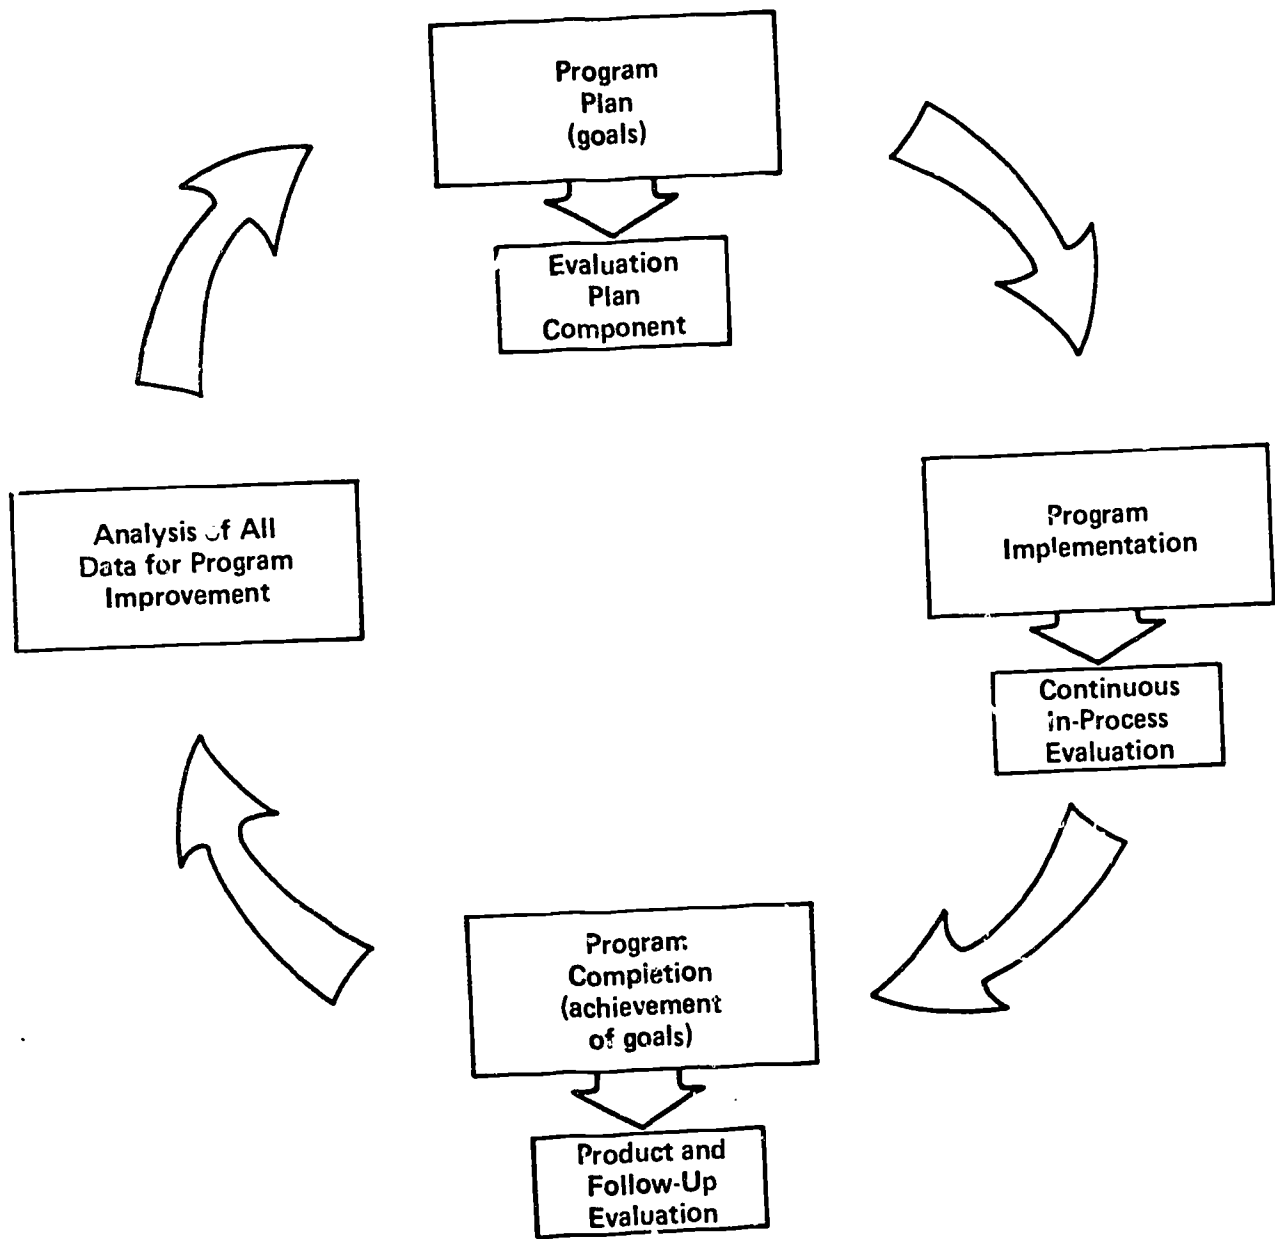 Program
Plan
(goals)
Evaluation
Plan
Component
Program
Implementation
Continuous
in-Process
Evaluation
Program
Completion
(achievement
of goals)
Product and
Follow-Up
Evaluation
Analysis of All
Data for Program
Improvement